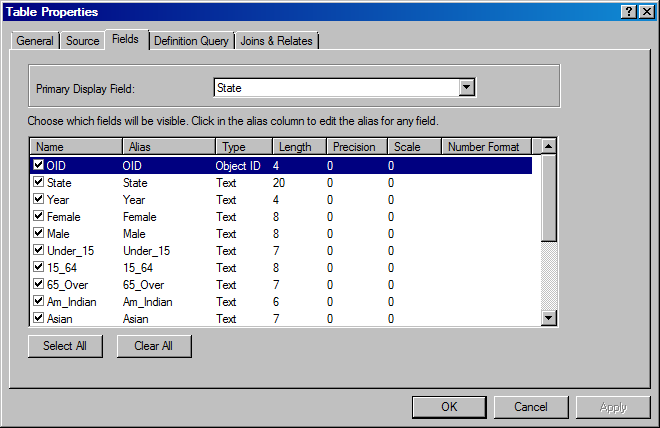 Table Properties
General Source Fields Definition Query Joins & Relates
Primary Display Field: State
Choose which fields will be visible. Click in the alias column to edit the alias for any field.
Name Alias Type Length Precision Scale Number Format
OID OID Object ID 4 0 0
State State Text 20 0 0
Year Year Text 4 0 0
Female Female Text 8 0 0
Male Male Text 8 0 0
Under_15 Under_15 Text 7 0 0
15_64 15_64 Text 8 0 0
65_Over 65_Over Text 7 0 0
Am_Indian Am_Indian Text 6 0 0
Asian Asian Text 7 0 0
Select All Clear All
OK Cancel Apply